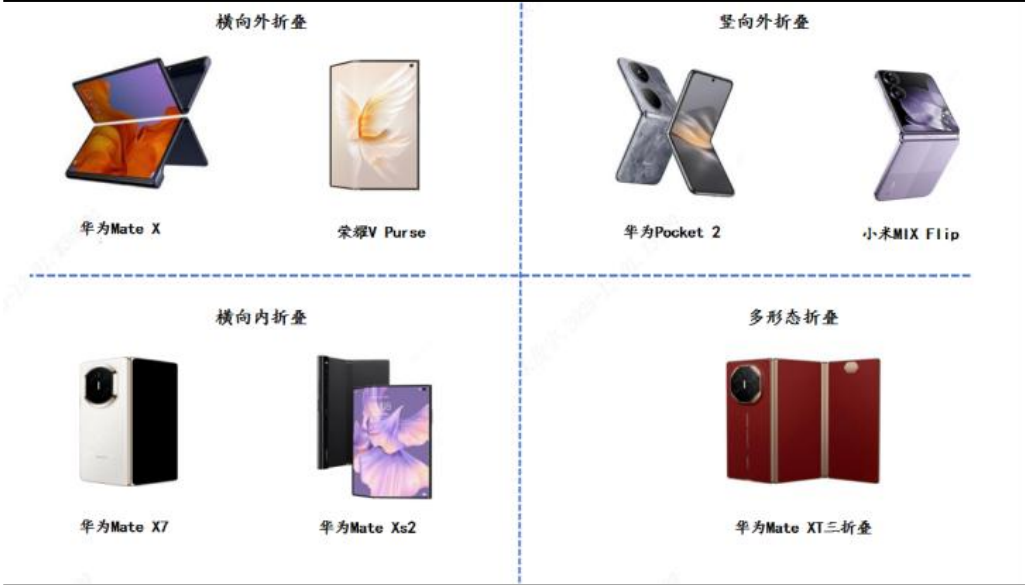 横向外折叠
竖向外折叠
华为Mate X
荣耀V Purse
华为Pocket 2
小米MIX Flip
横向内折叠
多形态折叠
华为Mate X7
华为Mate Xs2
华为Mate XT三折叠